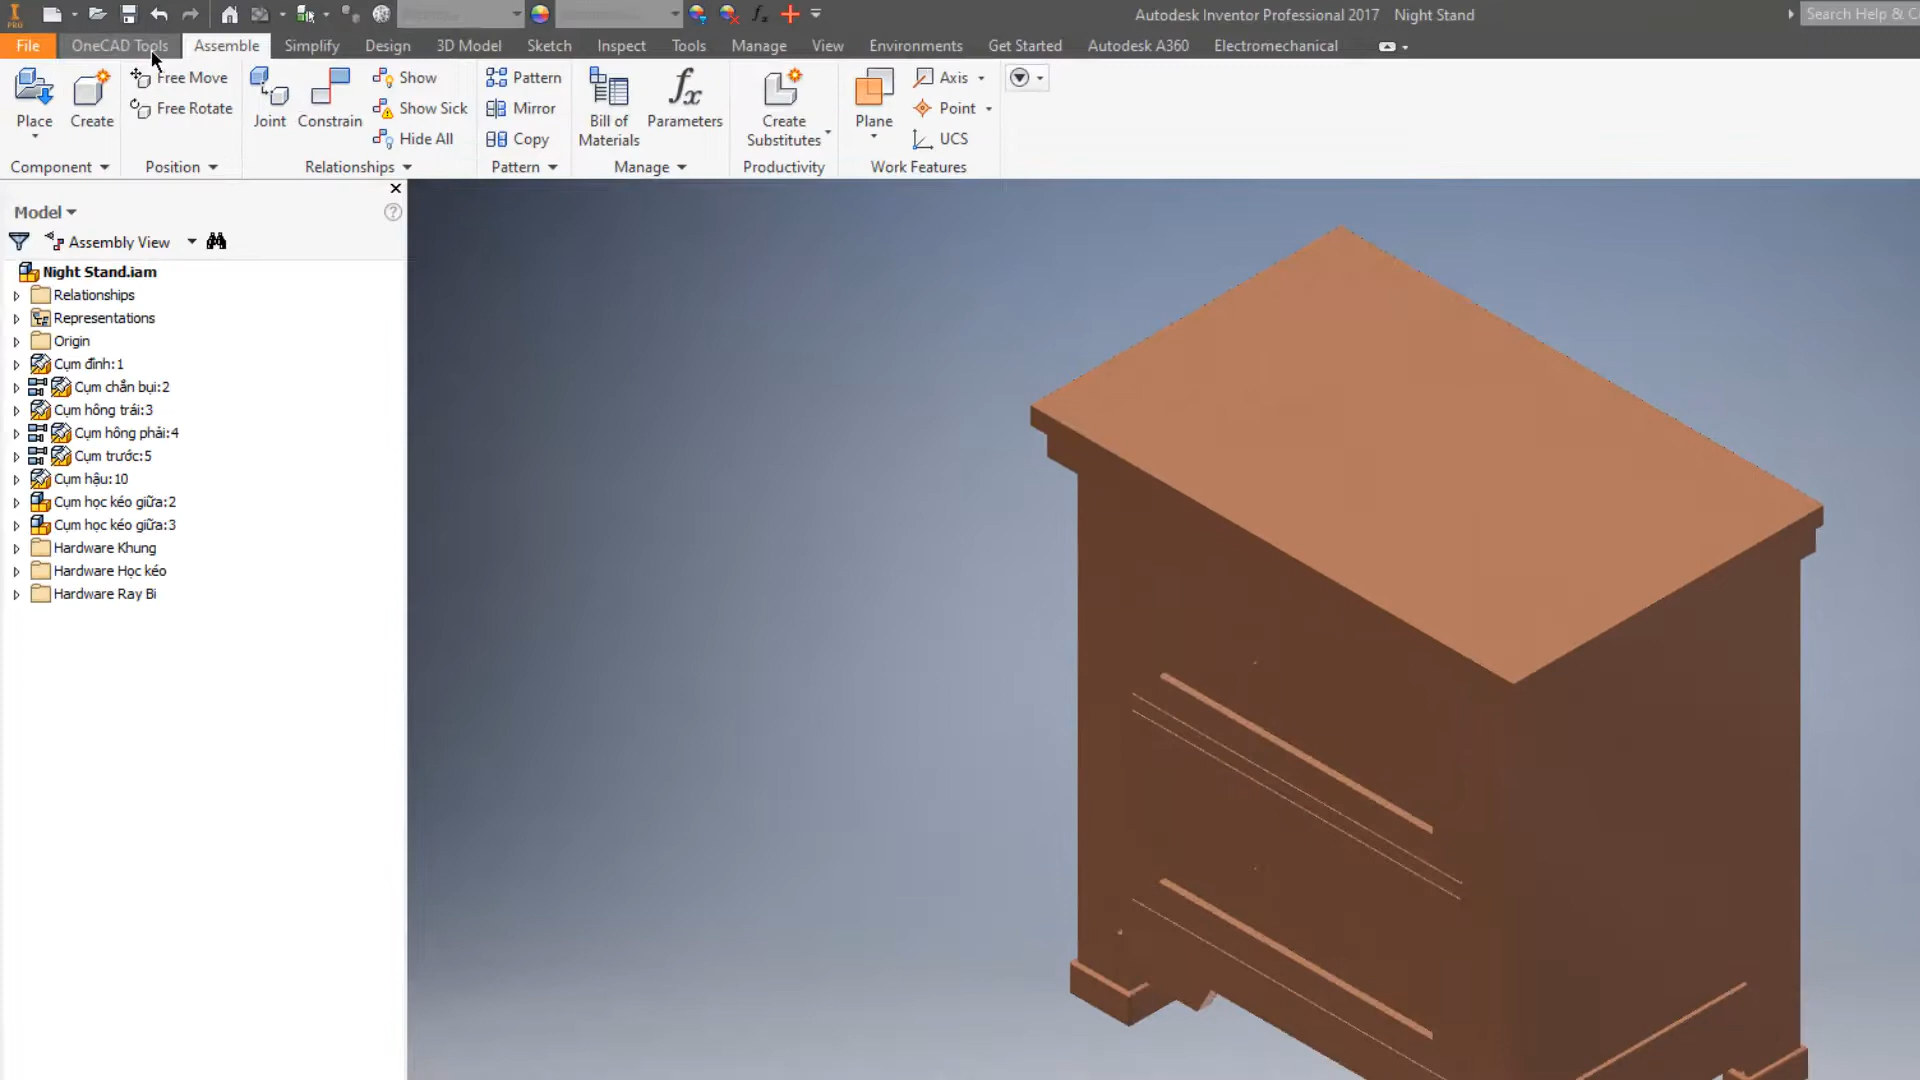 PRO
Autodesk Inventor Professional 2017 Night Stand
Search Help & C
File OneCAD Tools Assemble Simplify Design 3D Model Sketch Inspect Tools Manage View Environments Get Started Autodesk A360 Electromechanical
Place
Create
Free Move
Free Rotate
Joint
Constrain
Show
Show Sick
Hide All
Pattern
Mirror
Copy
Bill of
Materials
fx
Parameters
Create
Substitutes
Plane
Axis
Point
UCS
Component Position Relationships Pattern Manage Productivity Work Features
Model
Assembly View
Night Stand.iam
Relationships
Representations
Origin
Cụm đỉnh:1
Cụm chắn bụi:2
Cụm hông trái:3
Cụm hông phải:4
Cụm trước:5
Cụm hậu:10
Cụm học kéo giữa:2
Cụm học kéo giữa:3
Hardware Khung
Hardware Học kéo
Hardware Ray Bi